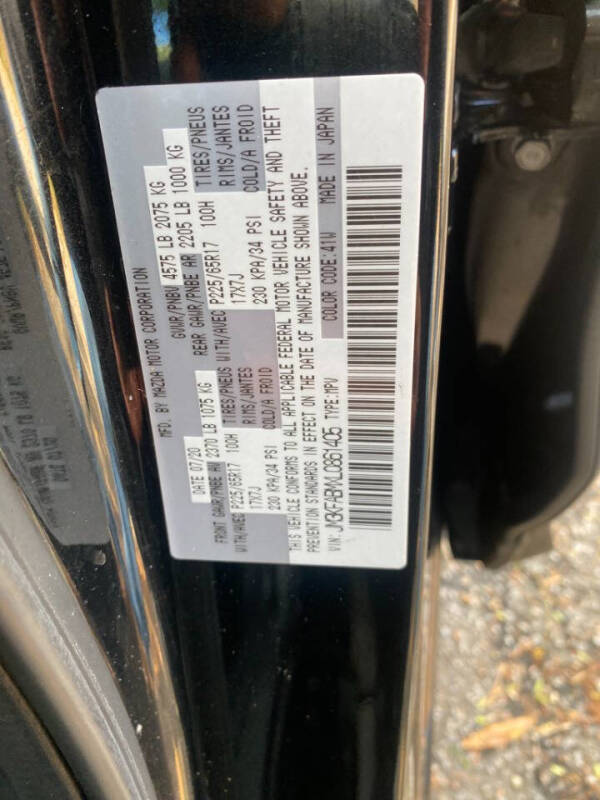 MFD. BY MAZDA MOTOR CORPORATION
DATE 07/20 GVWR/PNBV 4575 LB 2075 KG
FRONT GAWR/PNBE AV 2370 LB 1075 KG REAR GAWR/PNBE AR 2205 LB 1000 KG
WITH/AVEC P225/65R17 100H TIRES/PNEUS WITH/AVEC P225/65R17 100H TIRES/PNEUS
17X7J RIMS/JANTES 17X7J RIMS/JANTES
230 KPA/34 PSI COLD/A FROID 230 KPA/34 PSI COLD/A FROID
THIS VEHICLE CONFORMS TO ALL APPLICABLE FEDERAL MOTOR VEHICLE SAFETY AND THEFT
PREVENTION STANDARDS IN EFFECT ON THE DATE OF MANUFACTURE SHOWN ABOVE.
VIN: JM3KFABM4L0861405 TYPE:MPV COLOR CODE:41W MADE IN JAPAN